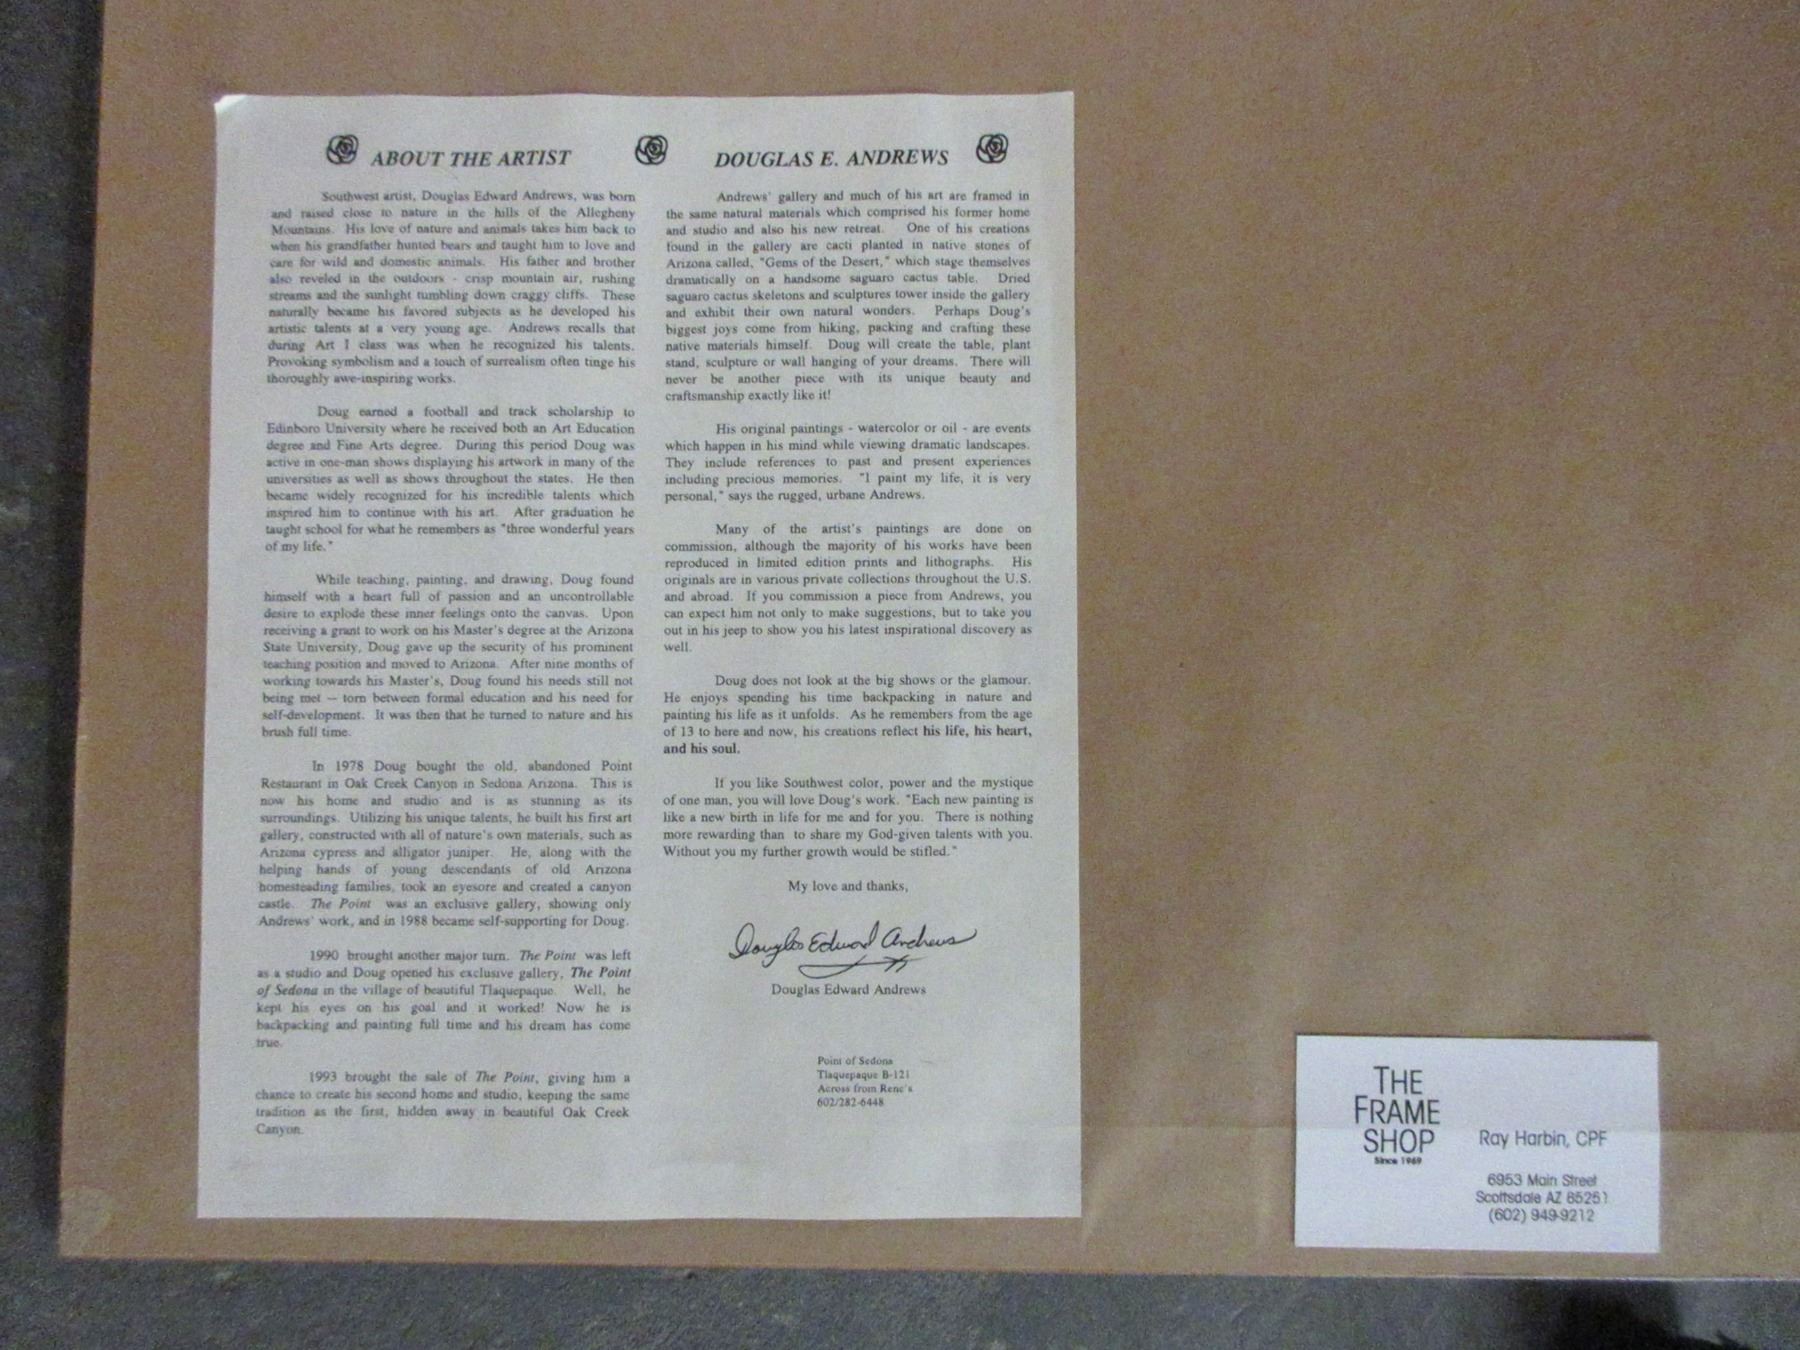 ABOUT THE ARTIST
Southwest artist, Douglas Edward Andrews, was born
and raised close to nature in the hills of the Allegheny
Mountains. His love of nature and animals takes him back to
when his grandfather hunted bears and taught him to love and
care for wild and domestic animals. His father and brother
also reveled in the outdoors - crisp mountain air, rushing
streams and the sunlight tumbling down craggy cliffs. These
naturally became his favored subjects as he developed his
artistic talents at a very young age. Andrews recalls that
during Art I class was when he recognized his talents.
Provoking symbolism and a touch of surrealism often tinge his
thoroughly awe-inspiring works.
Doug earned a football and track scholarship to
Edinboro University where he received both an Art Education
degree and Fine Arts degree. During this period Doug was
active in one-man shows displaying his artwork in many of the
universities as well as shows throughout the states. He then
became widely recognized for his incredible talents which
inspired him to continue with his art. After graduation he
taught school for what he remembers as "three wonderful years
of my life."
While teaching, painting, and drawing, Doug found
himself with a heart full of passion and an uncontrollable
desire to explode these inner feelings onto the canvas. Upon
receiving a grant to work on his Master's degree at the Arizona
State University, Doug gave up the security of his prominent
teaching position and moved to Arizona. After nine months of
working towards his Master's, Doug found his needs still not
being met -- torn between formal education and his need for
self-development. It was then that he turned to nature and his
brush full time.
In 1978 Doug bought the old, abandoned Point
Restaurant in Oak Creek Canyon in Sedona Arizona. This is
now his home and studio and is as stunning as its
surroundings. Utilizing his unique talents, he built his first art
gallery, constructed with all of nature's own materials, such as
Arizona cypress and alligator juniper. He, along with the
helping hands of young descendants of old Arizona
homesteading families, took an eyesore and created a canyon
castle. The Point was an exclusive gallery, showing only
Andrews' work, and in 1988 became self-supporting for Doug.
1990 brought another major turn. The Point was left
as a studio and Doug opened his exclusive gallery, The Point
of Sedona in the village of beautiful Tlaquepaque. Well, he
kept his eyes on his goal and it worked! Now he is
backpacking and painting full time and his dream has come
true.
1993 brought the sale of The Point, giving him a
chance to create his second home and studio, keeping the same
tradition as the first, hidden away in beautiful Oak Creek
Canyon.
DOUGLAS E. ANDREWS
Andrews' gallery and much of his art are framed in
the same natural materials which comprised his former home
and studio and also his new retreat. One of his creations
found in the gallery are cacti planted in native stones of
Arizona called, "Gems of the Desert," which stage themselves
dramatically on a handsome saguaro cactus table. Dried
saguaro cactus skeletons and sculptures tower inside the gallery
and exhibit their own natural wonders. Perhaps Doug's
biggest joys come from hiking, packing and crafting these
native materials himself. Doug will create the table, plant
stand, sculpture or wall hanging of your dreams. There will
never be another piece with its unique beauty and
craftsmanship exactly like it!
His original paintings - watercolor or oil - are events
which happen in his mind while viewing dramatic landscapes.
They include references to past and present experiences
including precious memories. "I paint my life, it is very
personal," says the rugged, urbane Andrews.
Many of the artist's paintings are done on
commission, although the majority of his works have been
reproduced in limited edition prints and lithographs. His
originals are in various private collections throughout the U.S.
and abroad. If you commission a piece from Andrews, you
can expect him not only to make suggestions, but to take you
out in his jeep to show you his latest inspirational discovery as
well.
Doug does not look at the big shows or the glamour.
He enjoys spending his time backpacking in nature and
painting his life as it unfolds. As he remembers from the age
of 13 to here and now, his creations reflect his life, his heart,
and his soul.
If you like Southwest color, power and the mystique
of one man, you will love Doug's work. "Each new painting is
like a new birth in life for me and for you. There is nothing
more rewarding than to share my God-given talents with you.
Without you my further growth would be stifled."
My love and thanks,
Douglas Edward Andrews
Douglas Edward Andrews
Point of Sedona
Tlaquepaque B-121
Across from Rene's
602/282-6448
THE
FRAME
SHOP
Since 1969
Ray Harbin, CPF
6953 Main Street
Scottsdale AZ 85251
(602) 949-9212